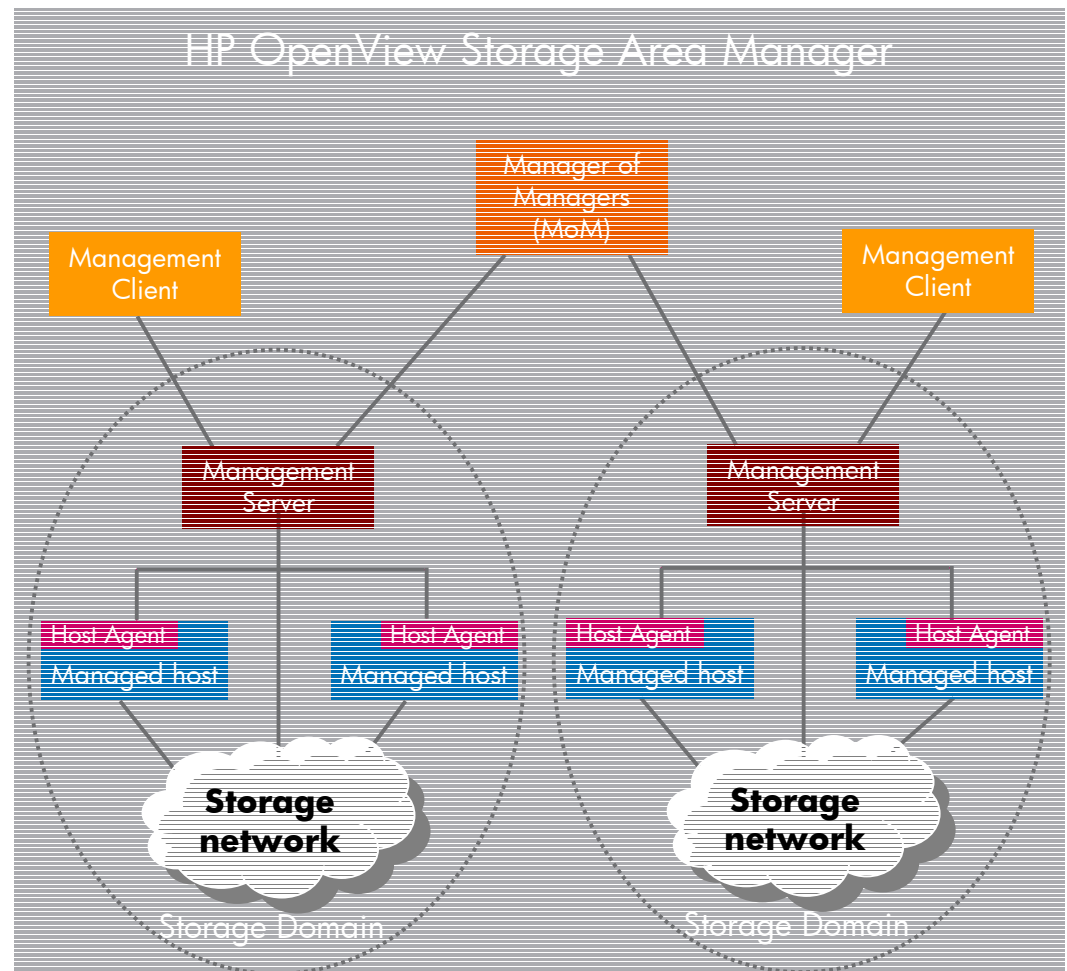 HP OpenView Storage Area Manager
Manager of
Managers
(MoM)
Management
Client
Management
Client
Management
Server
Management
Server
Host Agent
Managed host
Host Agent
Managed host
Host Agent
Managed host
Host Agent
Managed host
Storage
network
Storage
network
Storage Domain
Storage Domain